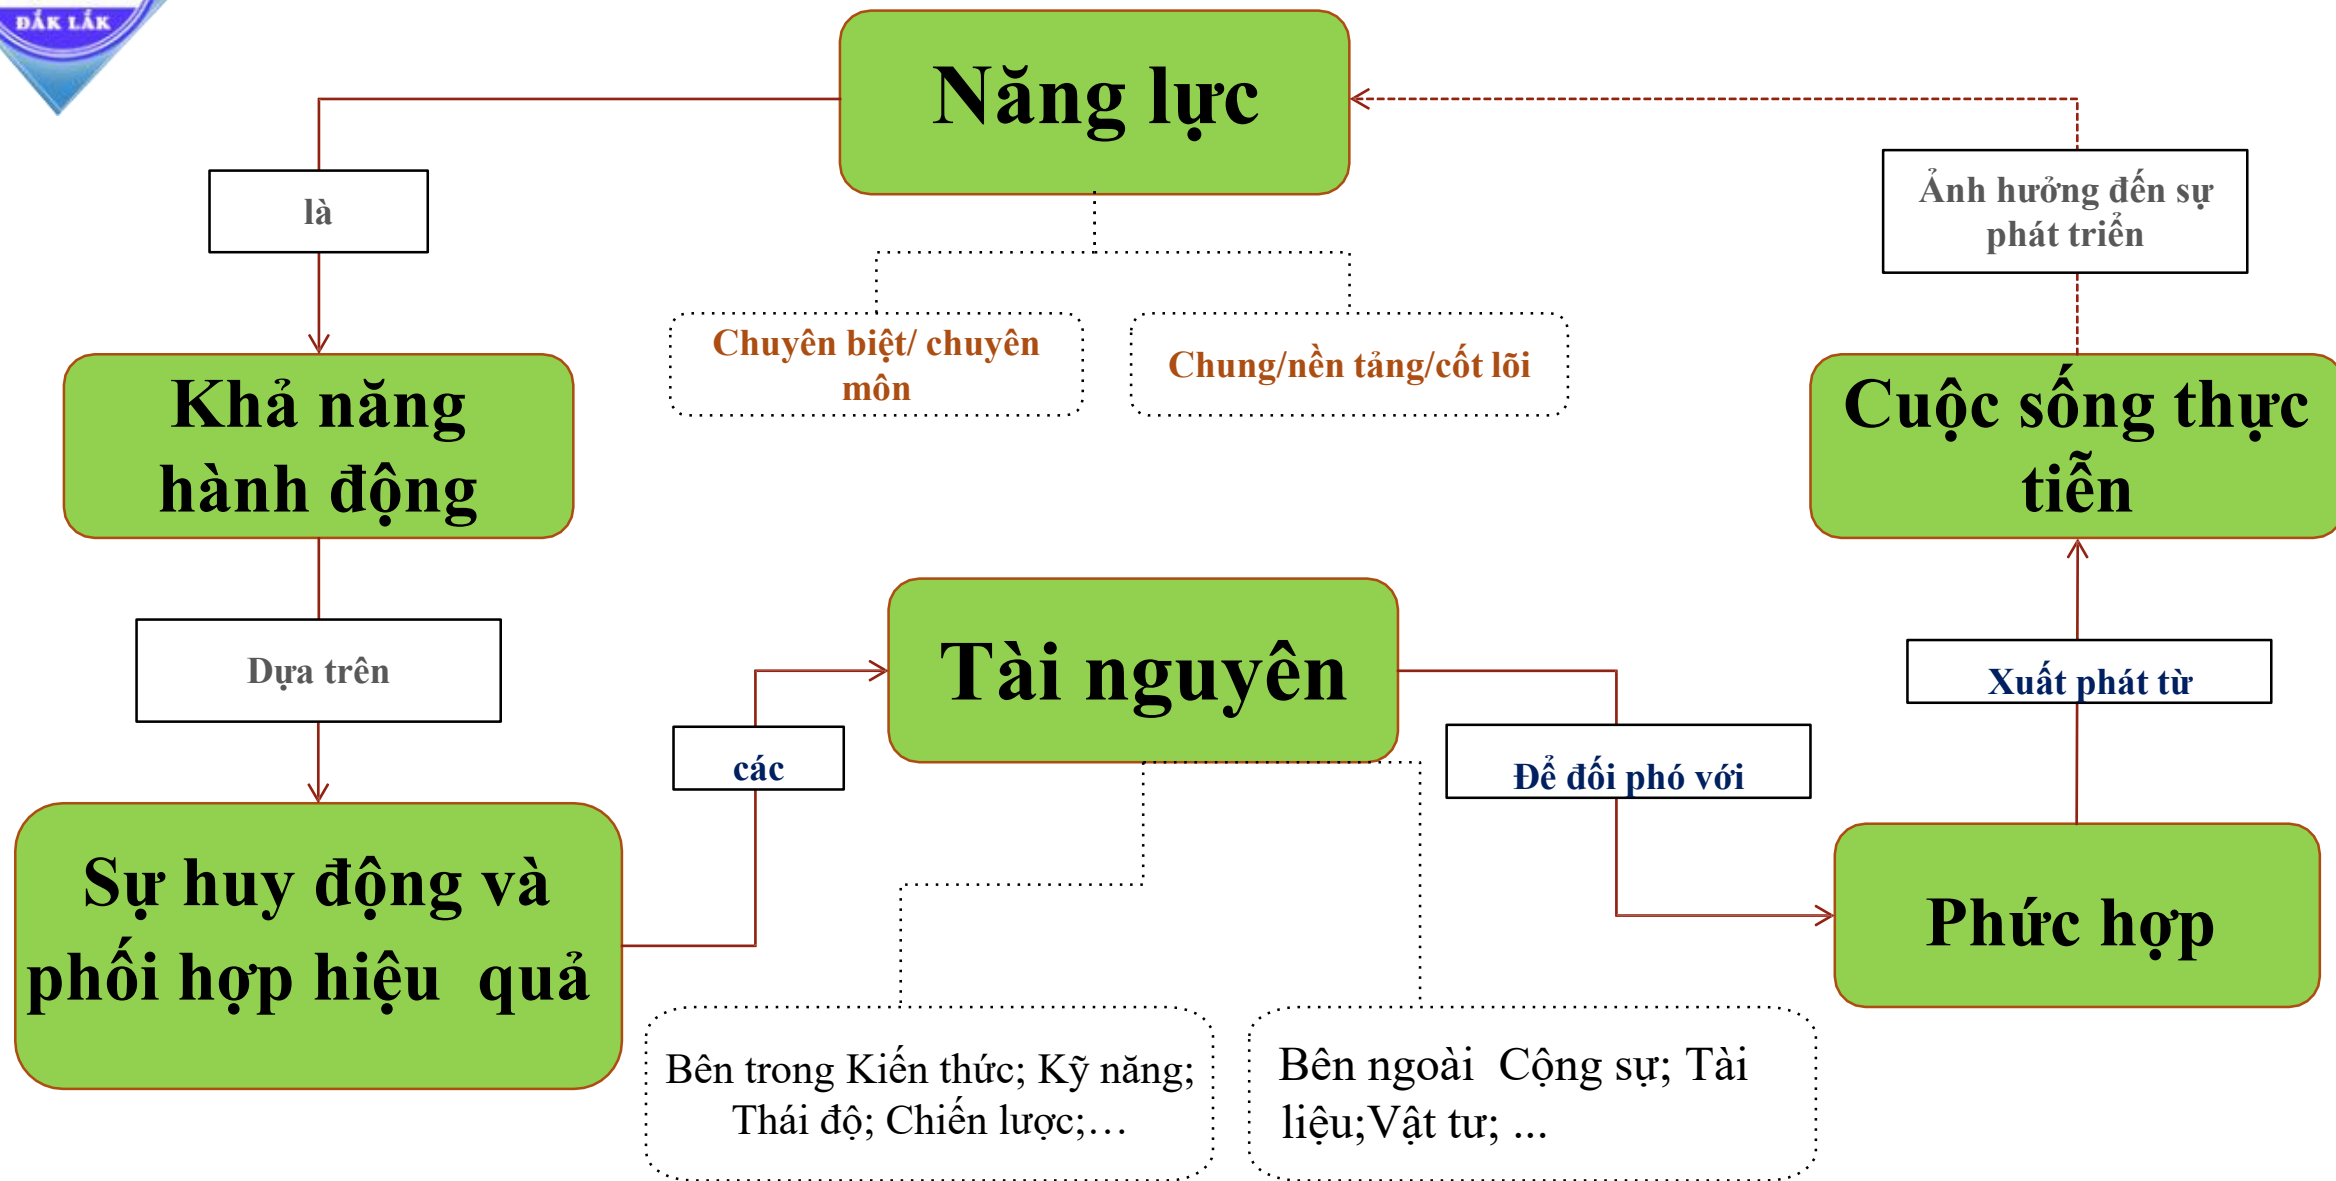 ĐẮK LẮK
Năng lực
là
Ảnh hưởng đến sự
phát triển
Chuyên biệt/ chuyên
môn
Chung/nền tảng/cốt lõi
Khả năng
hành động
Cuộc sống thực
tiễn
Dựa trên
Tài nguyên
Xuất phát từ
các
Để đối phó với
Sự huy động và
phối hợp hiệu quả
Phức hợp
Bên trong Kiến thức; Kỹ năng;
Thái độ; Chiến lược;...
Bên ngoài Cộng sự; Tài
liệu;Vật tư; ...